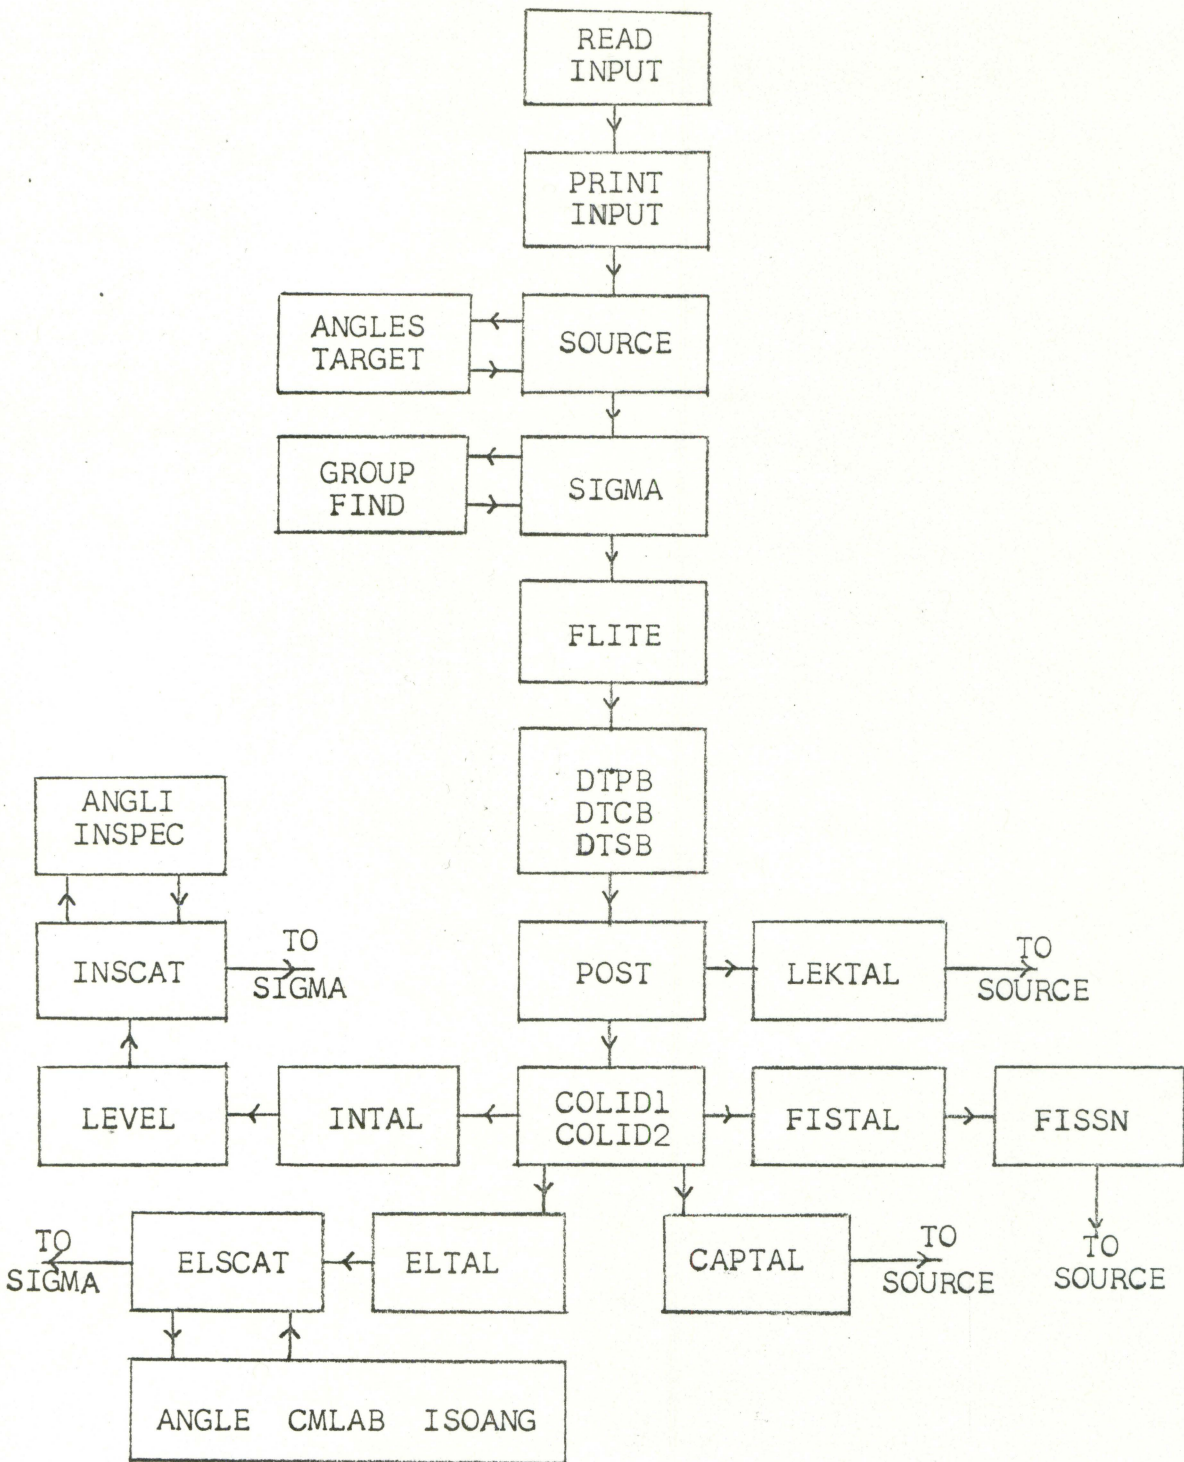 READ
INPUT
PRINT
INPUT
ANGLES
TARGET
SOURCE
GROUP
FIND
SIGMA
FLITE
DTPB
DTCB
DTSB
ANGLI
INSPEC
INSCAT
TO
SIGMA
POST
LEKTAL
TO
SOURCE
LEVEL
INTAL
COLID1
COLID2
FISTAL
FISSN
TO
SIGMA
ELSCAT
ELTAL
CAPTAL
TO
SOURCE
TO
SOURCE
ANGLE CMLAB ISOANG